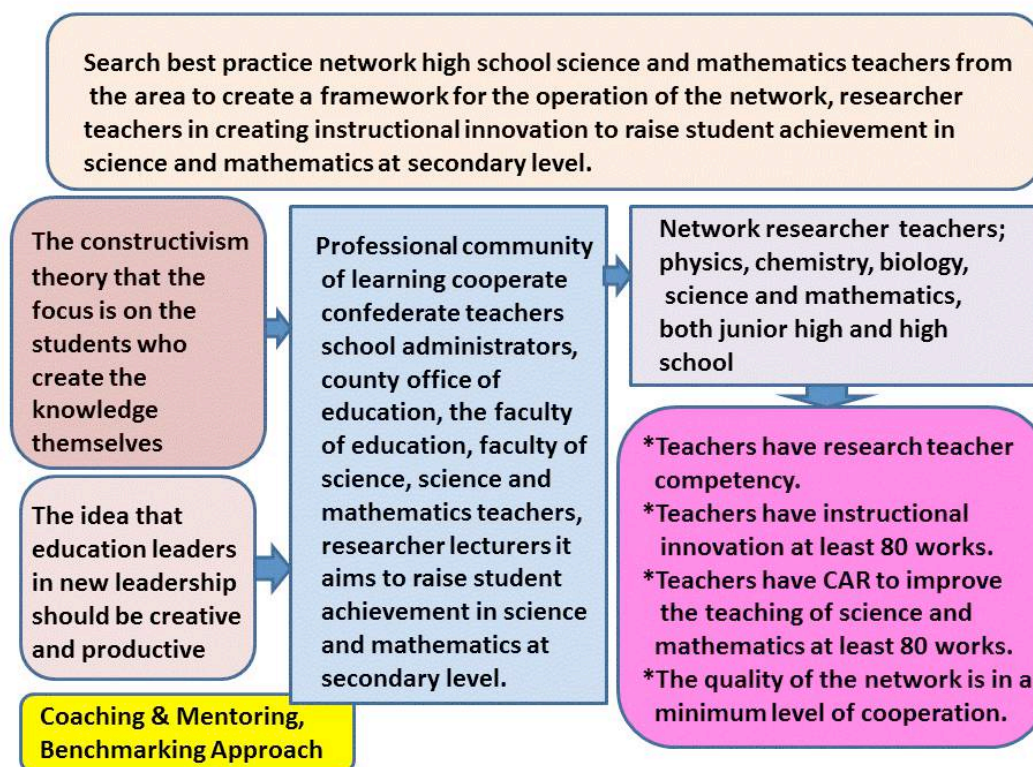 Search best practice network high school science and mathematics teachers from
the area to create a framework for the operation of the network, researcher
teachers in creating instructional innovation to raise student achievement in
science and mathematics at secondary level.
The constructivism
theory that the
focus is on the
students who
create the
knowledge
themselves
The idea that
education leaders
in new leadership
should be creative
and productive
Coaching & Mentoring,
Benchmarking Approach
Professional community
of learning cooperate
confederate teachers
school administrators,
county office of
education, the faculty
of education, faculty of
science, science and
mathematics teachers,
researcher lecturers it
aims to raise student
achievement in science
and mathematics at
secondary level.
Network researcher teachers;
physics, chemistry, biology,
science and mathematics,
both junior high and high
school
*Teachers have research teacher
competency.
*Teachers have instructional
innovation at least 80 works.
*Teachers have CAR to improve
the teaching of science and
mathematics at least 80 works.
*The quality of the network is in a
minimum level of cooperation.